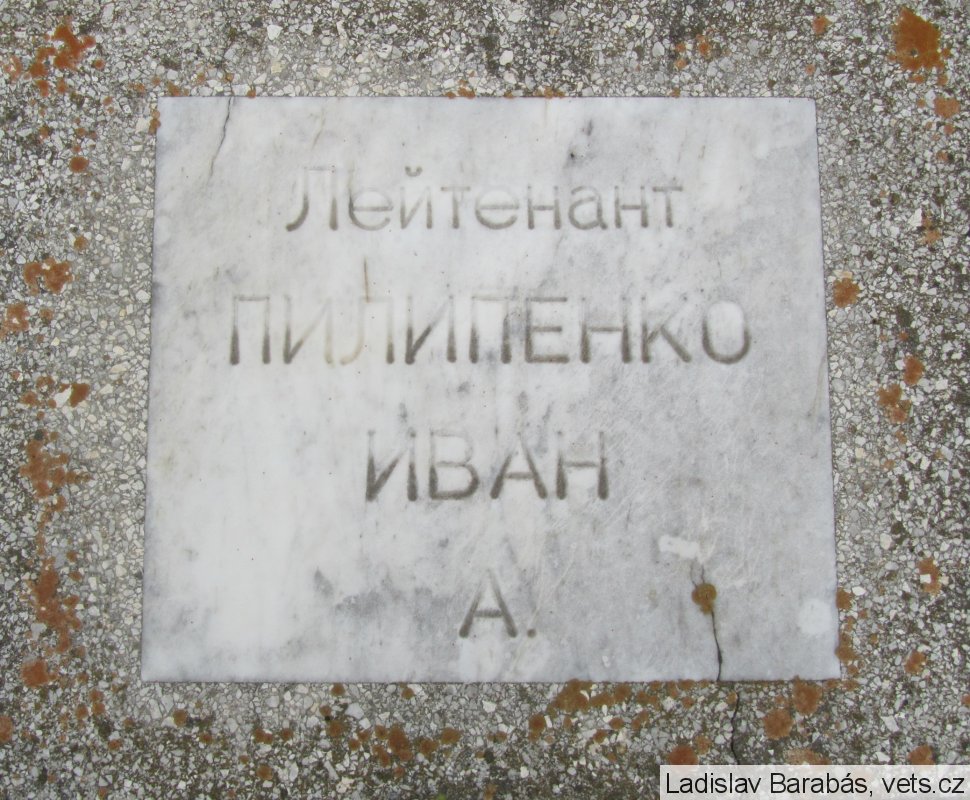 Лейтенант
ПИЛИПЕНКО
ИВАН
А.
Ladislav Barabás, vets.cz